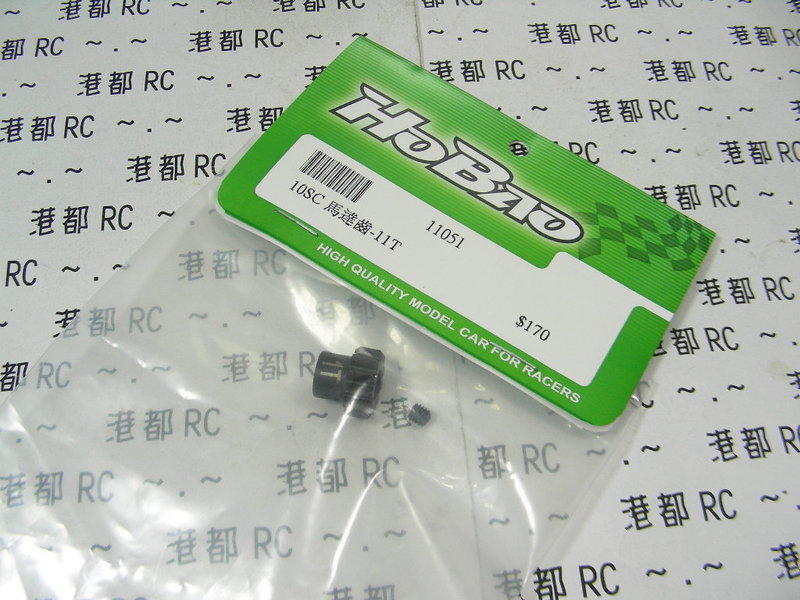 港都 RC ~ . ~
HoBao
10SC 馬達齒-11T
11051
$170
HIGH QUALITY MODEL CAR FOR RACERS